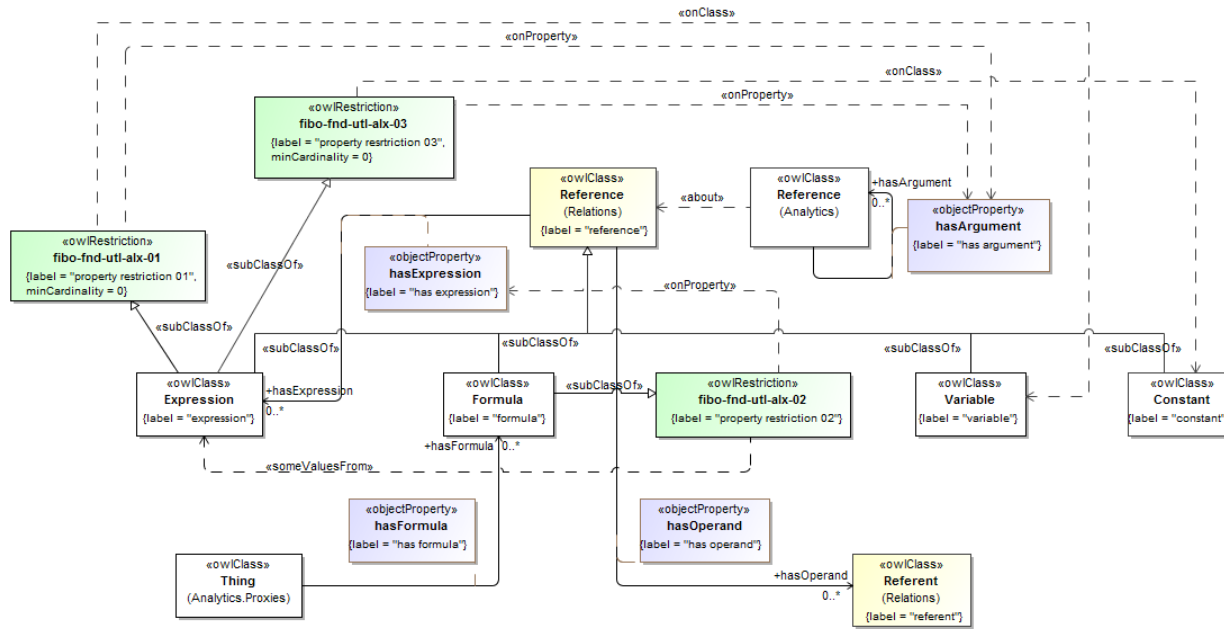 «onClass»
«onProperty»
«onClass»
«onProperty»
«owlRestriction»
fibo-fnd-utl-alx-03
{label = "property resrtriction 03",
minCardinality = 0}
«owlClass»
Reference
(Relations)
{label = "reference"}
«about»
«owlClass»
Reference
(Analytics)
+hasArgument
0..*
«objectProperty»
hasArgument
{label = "has argument"}
«owlRestriction»
fibo-fnd-utl-alx-01
{label = "property restriction 01",
minCardinality = 0}
«subClassOf»
«objectProperty»
hasExpression
{label = "has expression"}
«onProperty»
«subClassOf»
«subClassOf»
«subClassOf»
«subClassOf»
«subClassOf»
«owlClass»
Expression
{label = "expression"}
+hasExpression
0..*
«owlClass»
Formula
{label = "formula"}
«subClassOf»
«owlRestriction»
fibo-fnd-utl-alx-02
{label = "property restriction 02"}
«owlClass»
Variable
{label = "variable"}
«owlClass»
Constant
{label = "constant"}
+hasFormula
0..*
«someValuesFrom»
«objectProperty»
hasFormula
{label = "has formula"}
«objectProperty»
hasOperand
{label = "has operand"}
«owlClass»
Thing
(Analytics.Proxies)
+hasOperand
0..*
«owlClass»
Referent
(Relations)
{label = "referent"}